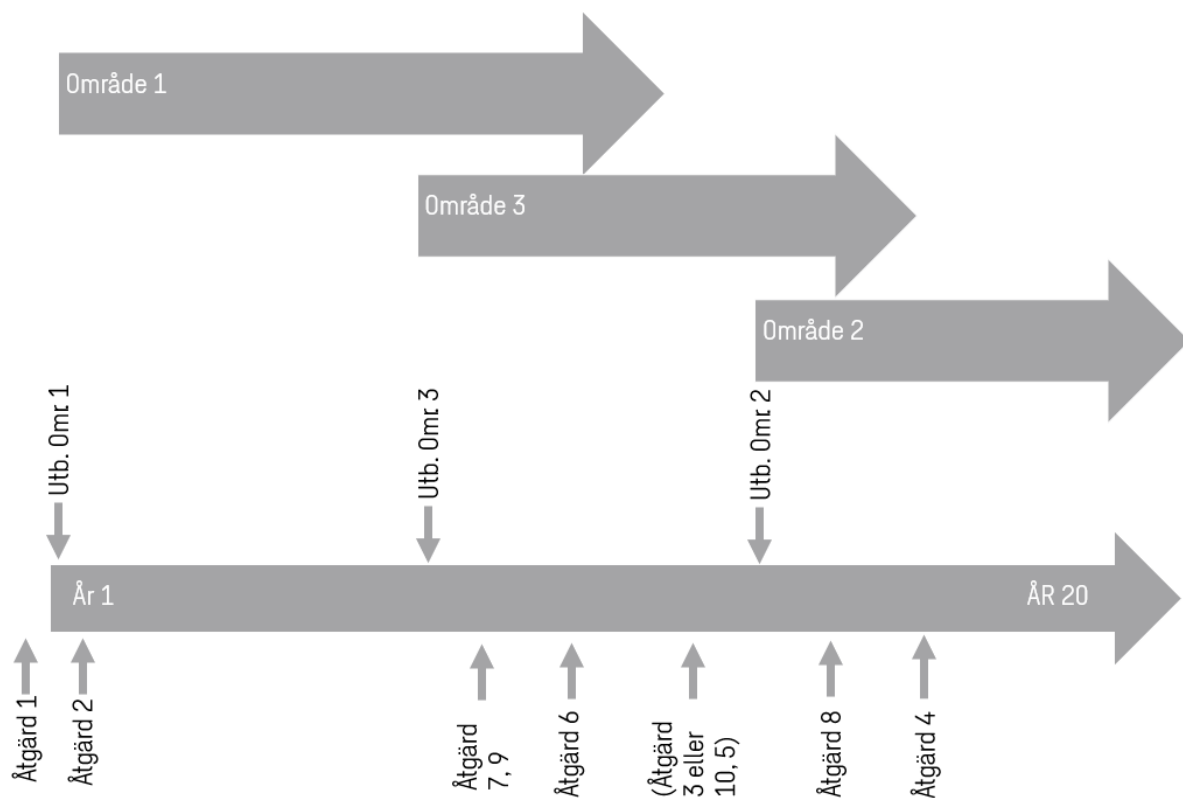 Område 1
Område 3
Område 2
Utb. Omr. 1
Utb. Omr. 3
Utb. Omr. 2
År 1
ÅR 20
Åtgärd 1
Åtgärd 2
Åtgärd
7, 9
Åtgärd 6
(Åtgärd
3 eller
10, 5)
Åtgärd 8
Åtgärd 4